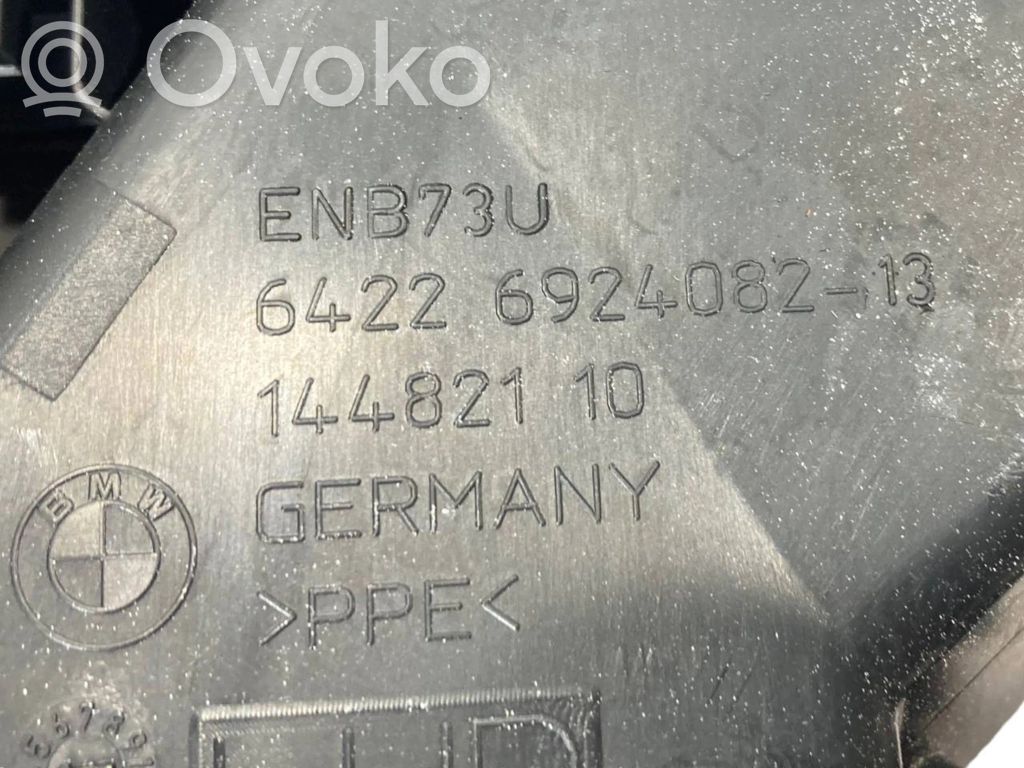 Ovoko
ENB73U
6422 6924082-13
144821 10
GERMANY
BMW
>PPE<